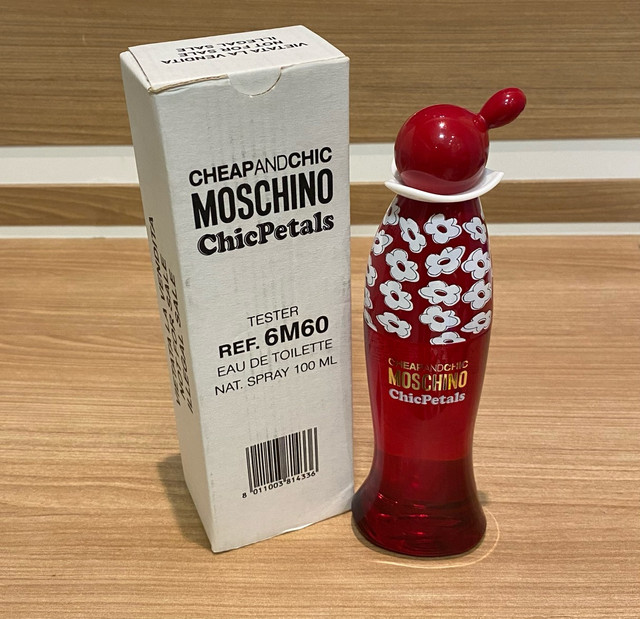 VIETATA LA VENDITA
NOT FOR SALE
ILLEGAL SALE
CHEAPANDCHIC
MOSCHINO
ChicPetals
TESTER
REF. 6M60
EAU DE TOILETTE
NAT. SPRAY 100 ML
8 011003 814336
CHEAPANDCHIC
MOSCHINO
ChicPetals